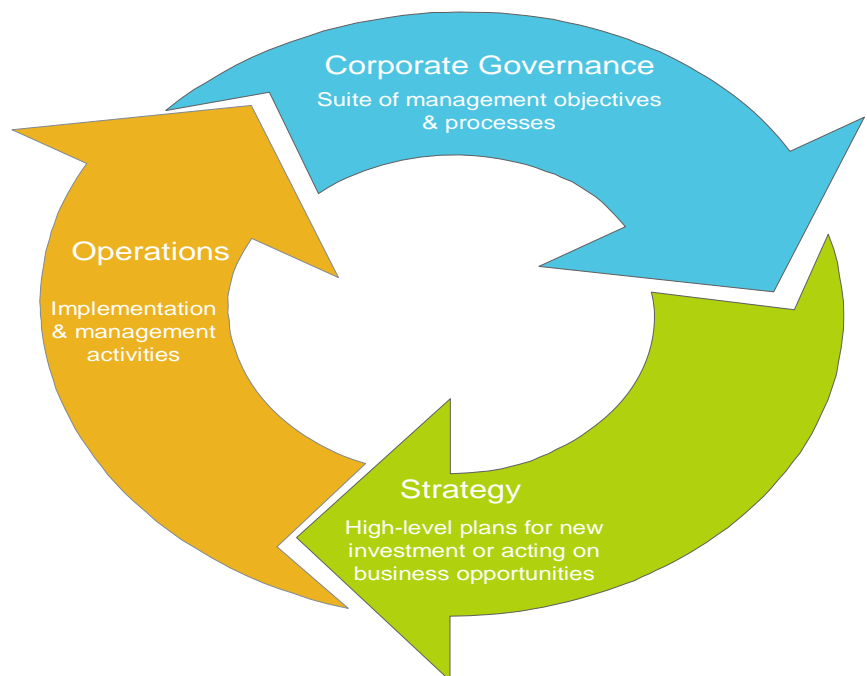 Corporate Governance
Suite of management objectives
& processes
Operations
Implementation
& management
activities
Strategy
High-level plans for new
investment or acting on
business opportunities